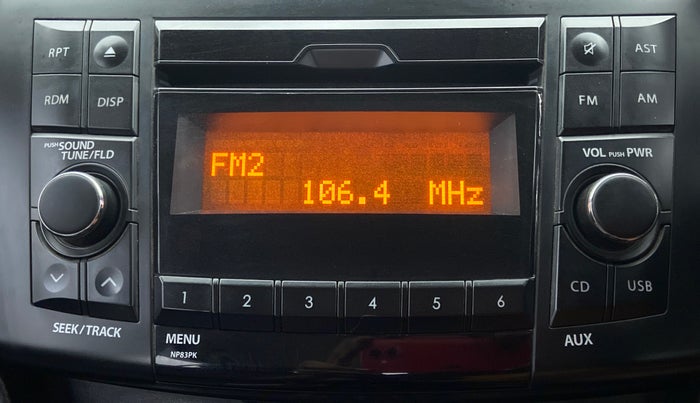 RPT
AST
RDM
DISP
FM
AM
PUSH SOUND
TUNE/FLD
VOL PUSH PWR
FM2
106.4 MHz
CD
USB
1 2 3 4 5 6
SEEK/TRACK
MENU
AUX
NP83PK